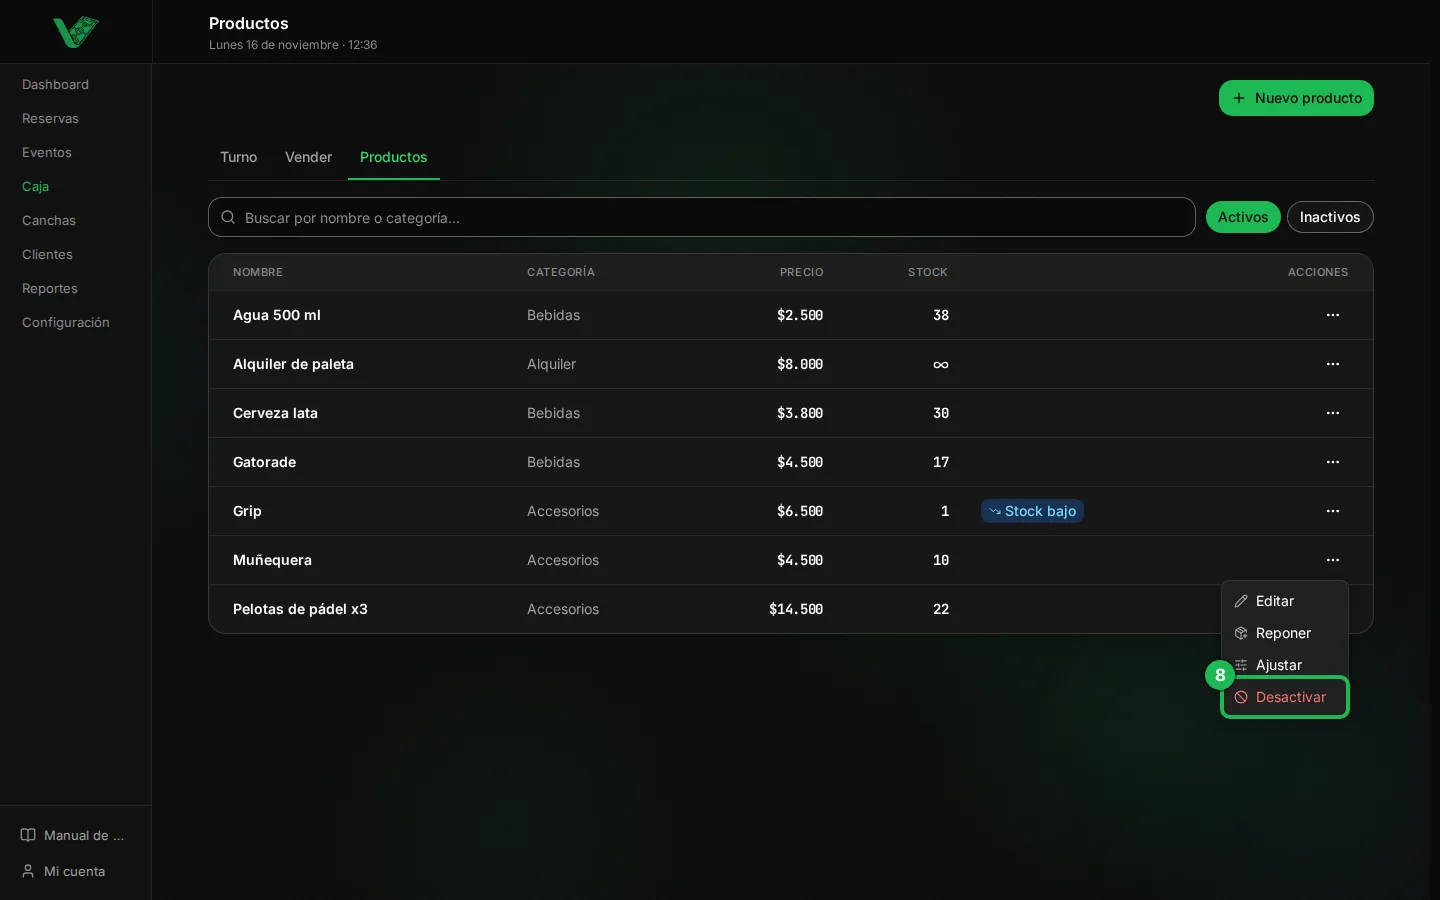 Productos
Lunes 16 de noviembre · 12:36
Dashboard
Reservas
Eventos
Caja
Canchas
Clientes
Reportes
Configuración
Manual de ...
Mi cuenta
+ Nuevo producto
Turno Vender Productos
Buscar por nombre o categoría...
Activos Inactivos
NOMBRE CATEGORÍA PRECIO STOCK ACCIONES
Agua 500 ml Bebidas $2.500 38 ...
Alquiler de paleta Alquiler $8.000 ∞ ...
Cerveza lata Bebidas $3.800 30 ...
Gatorade Bebidas $4.500 17 ...
Grip Accesorios $6.500 1 Stock bajo ...
Muñequera Accesorios $4.500 10 ...
Pelotas de pádel x3 Accesorios $14.500 22
Editar
Reponer
Ajustar
8
Desactivar